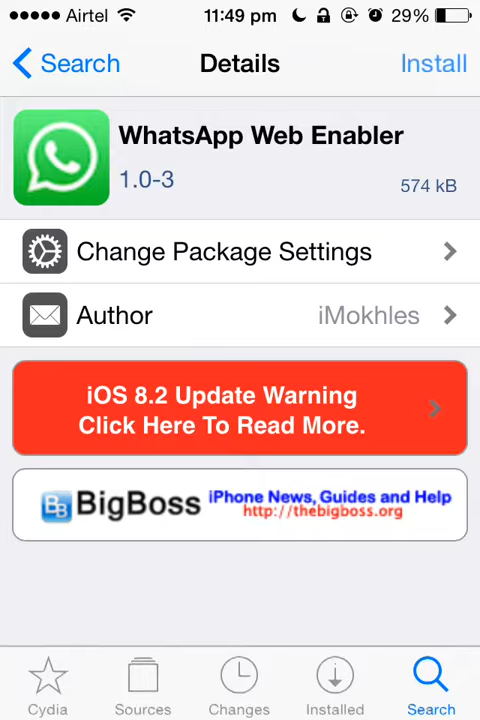 Airtel 11:49 pm 29%
Search Details Install
WhatsApp Web Enabler
1.0-3 574 kB
Change Package Settings
Author iMokhles
iOS 8.2 Update Warning
Click Here To Read More.
BB BigBoss iPhone News, Guides and Help
http://thebigboss.org
Cydia Sources Changes Installed Search